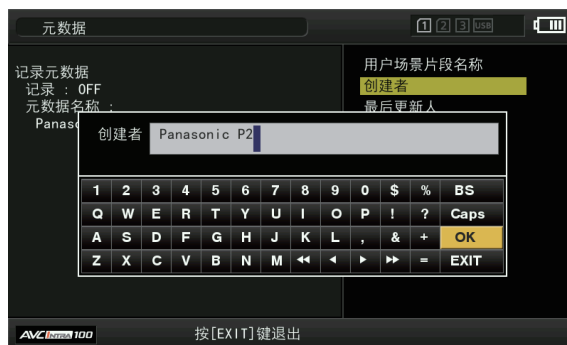 元数据 1 2 3 USB
记录元数据
记录 : OFF
元数据名称 :
Panaso
用户场景片段名称
创建者
最后更新人
创建者 Panasonic P2
1 2 3 4 5 6 7 8 9 0 $ % BS
Q W E R T Y U I O P ! ? Caps
A S D F G H J K L , & + OK
Z X C V B N M = EXIT
AVC INTRA 100 按[EXIT]键退出